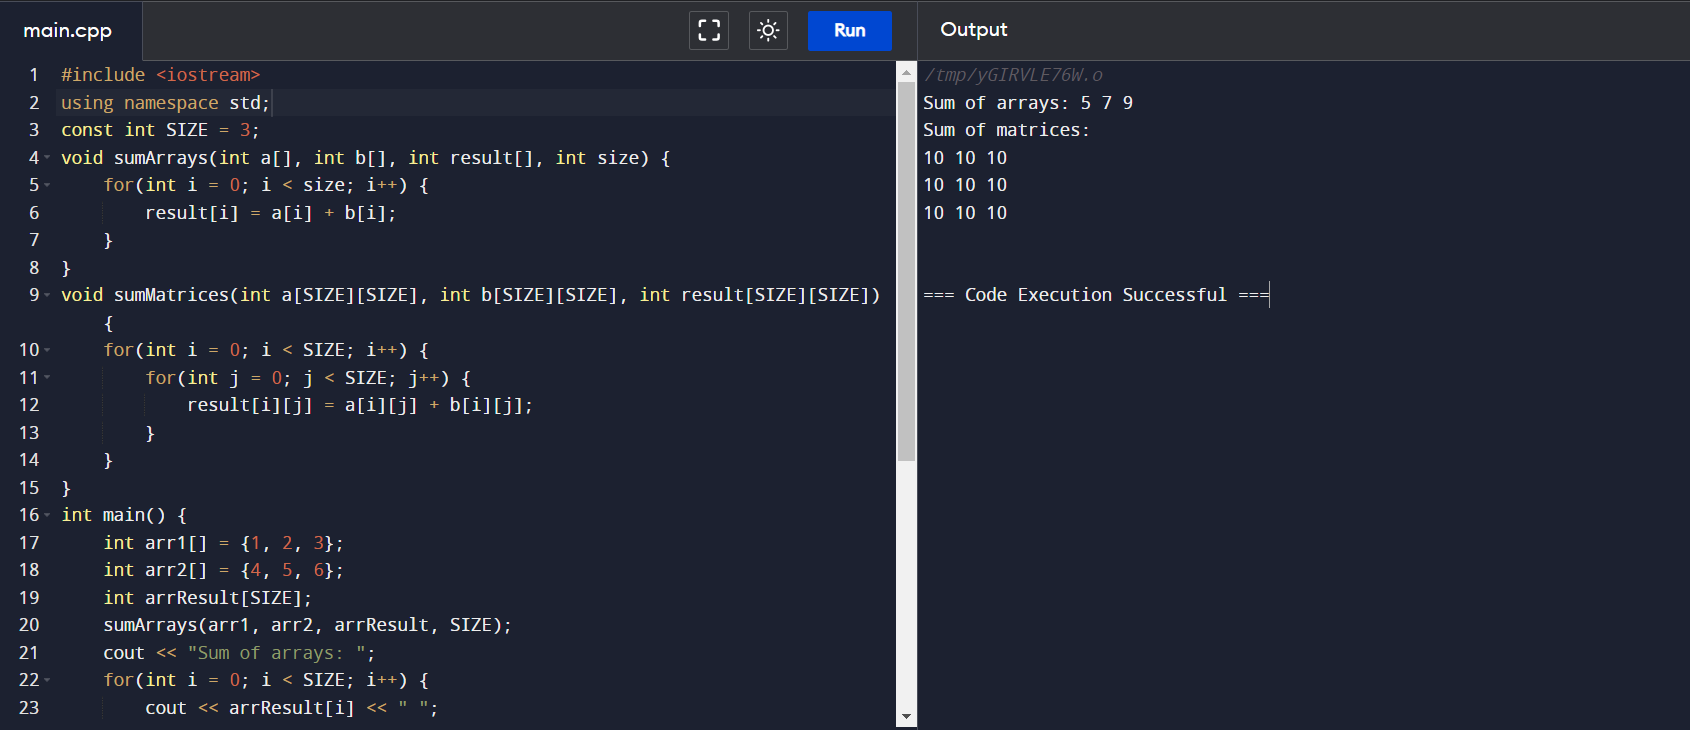 main.cpp
Run
Output
1 #include <iostream>
2 using namespace std;
3 const int SIZE = 3;
4 void sumArrays(int a[], int b[], int result[], int size) {
5     for(int i = 0; i < size; i++) {
6         result[i] = a[i] + b[i];
7     }
8 }
9 void sumMatrices(int a[SIZE][SIZE], int b[SIZE][SIZE], int result[SIZE][SIZE])
    {
10     for(int i = 0; i < SIZE; i++) {
11         for(int j = 0; j < SIZE; j++) {
12             result[i][j] = a[i][j] + b[i][j];
13         }
14     }
15 }
16 int main() {
17     int arr1[] = {1, 2, 3};
18     int arr2[] = {4, 5, 6};
19     int arrResult[SIZE];
20     sumArrays(arr1, arr2, arrResult, SIZE);
21     cout << "Sum of arrays: ";
22     for(int i = 0; i < SIZE; i++) {
23         cout << arrResult[i] << " ";
/tmp/yGIRVLE76W.o
Sum of arrays: 5 7 9
Sum of matrices:
10 10 10
10 10 10
10 10 10
=== Code Execution Successful ===